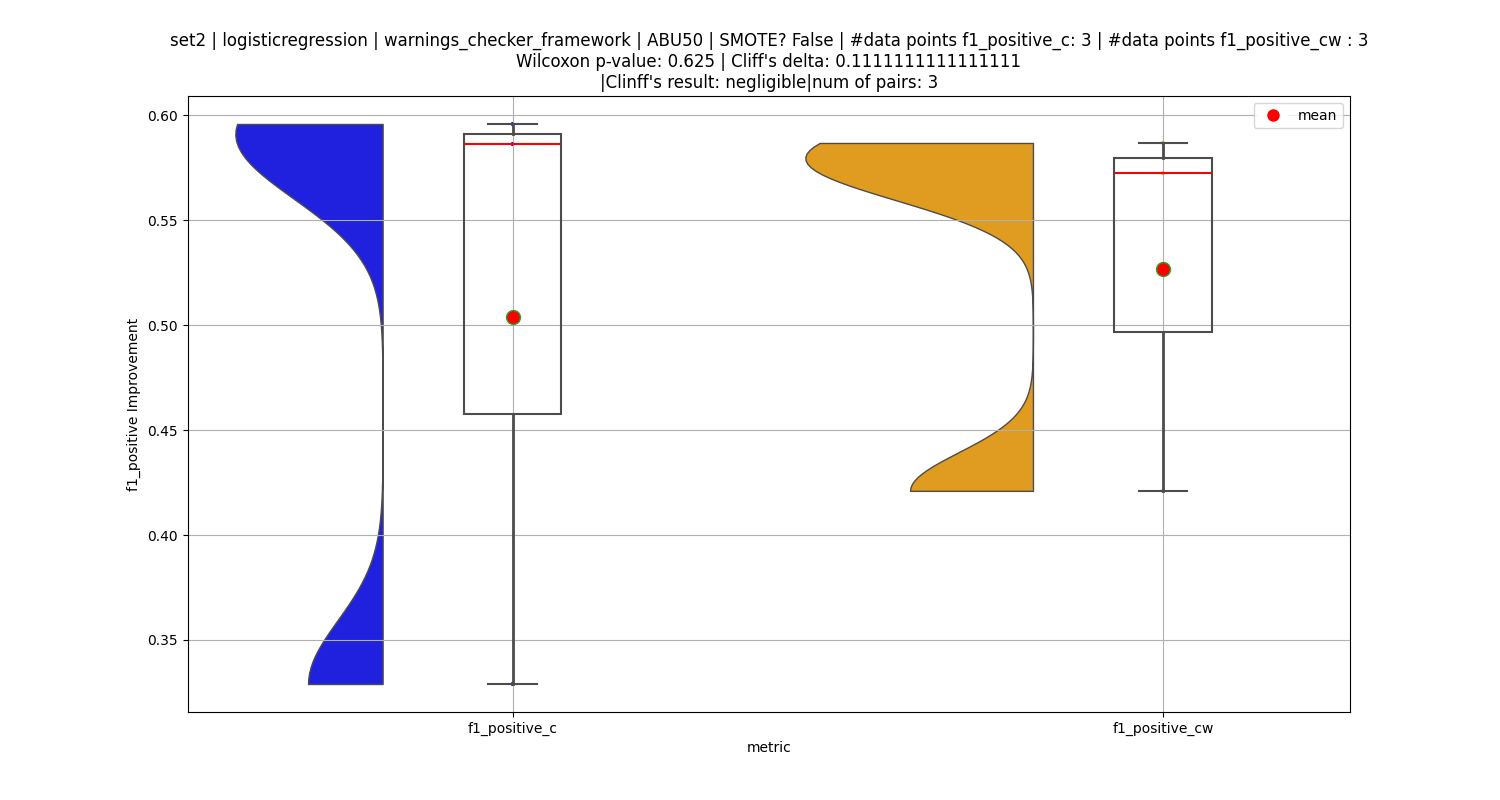 set2 | logisticregression | warnings_checker_framework | ABU50 | SMOTE? False | #data points f1_positive_c: 3 | #data points f1_positive_cw : 3
Wilcoxon p-value: 0.625 | Cliff's delta: 0.1111111111111111
|Clinff's result: negligible|num of pairs: 3
mean
0.60
0.55
0.50
0.45
0.40
0.35
f1_positive Improvement
f1_positive_c
f1_positive_cw
metric